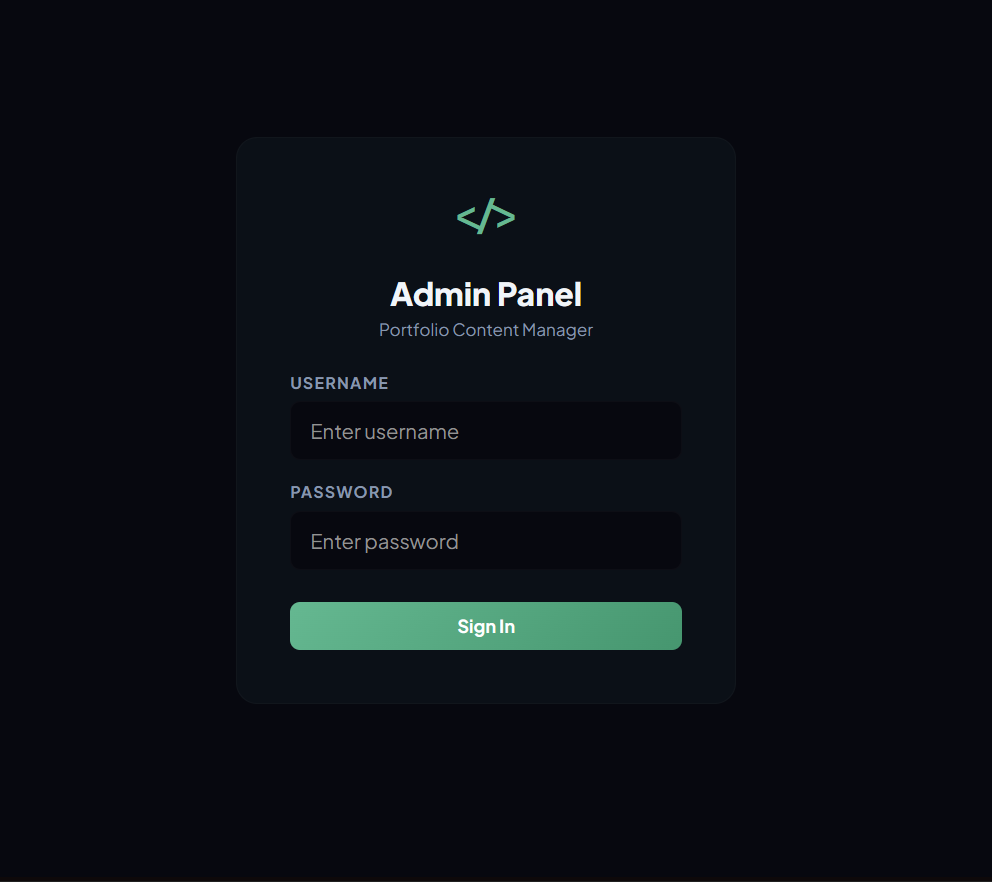 </>
Admin Panel
Portfolio Content Manager
USERNAME
Enter username
PASSWORD
Enter password
Sign In